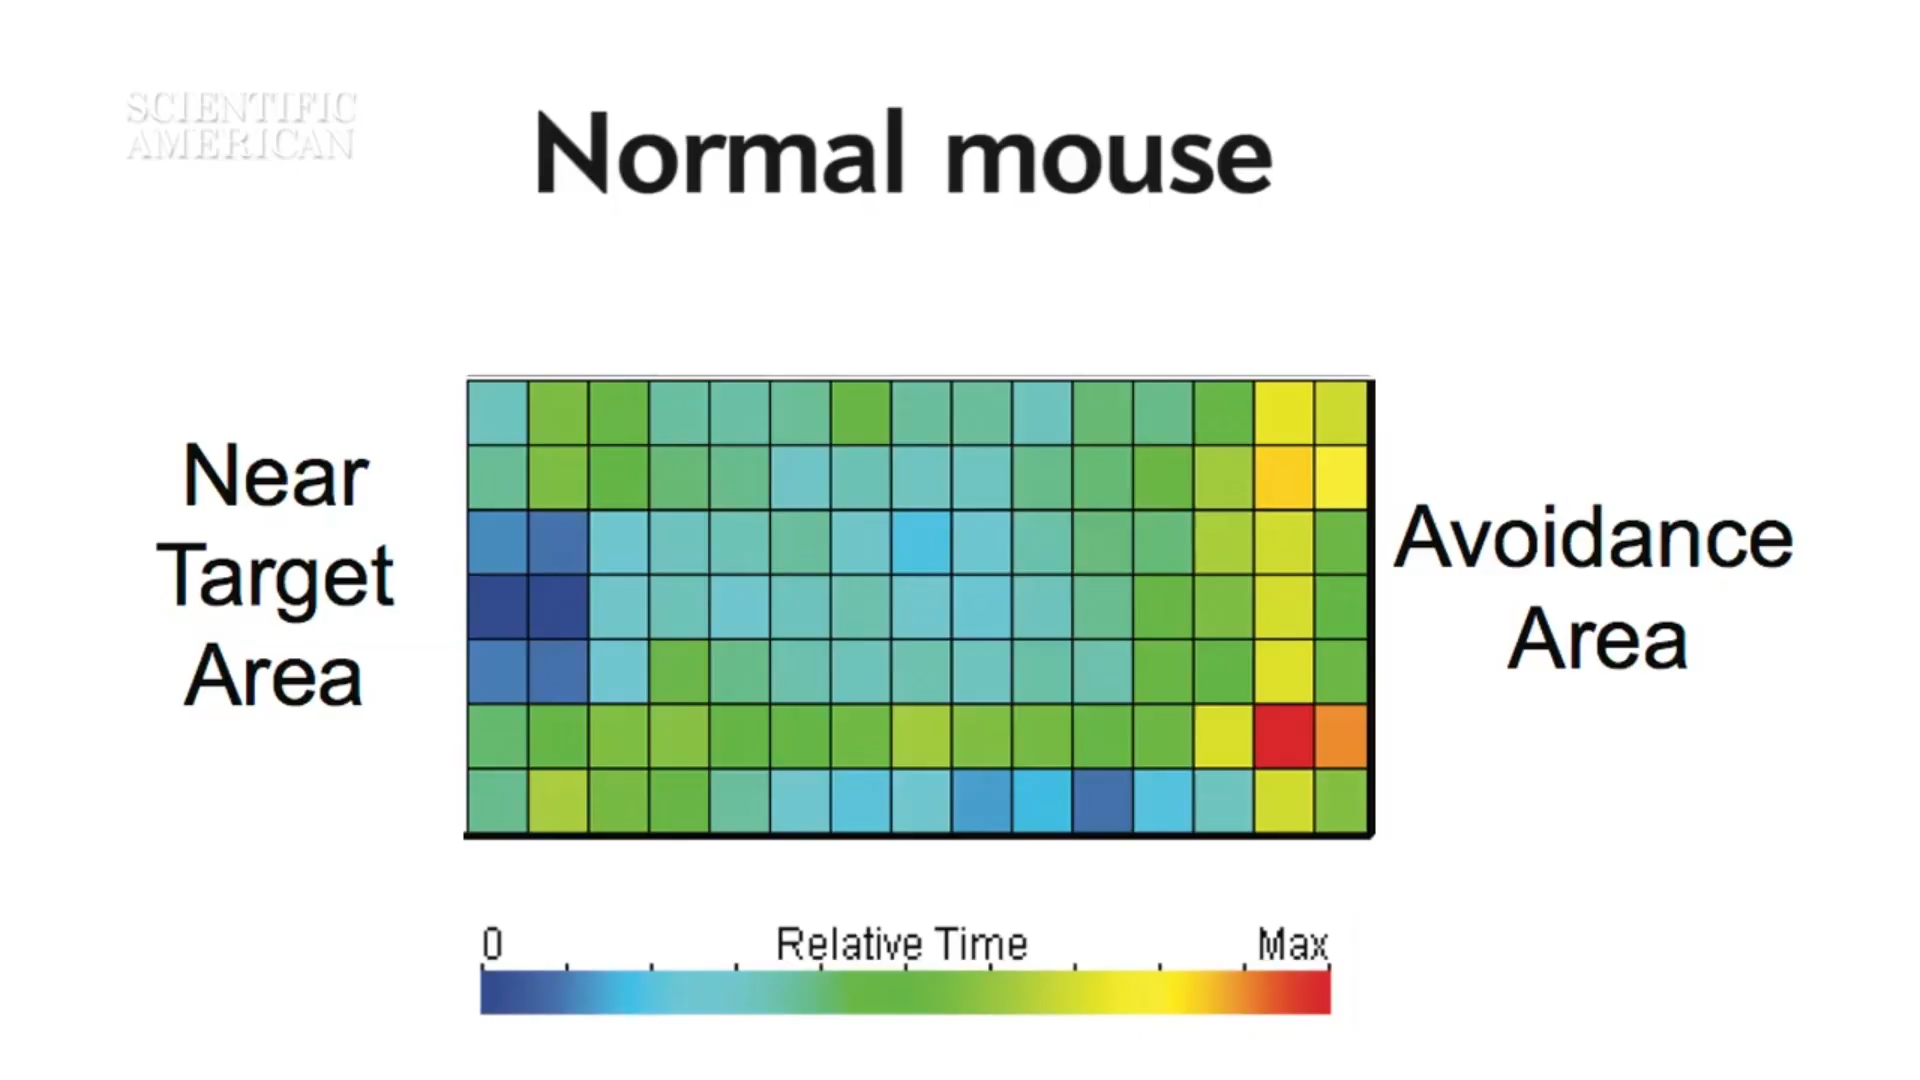 SCIENTIFIC
AMERICAN
Normal mouse
Near
Target
Area
Avoidance
Area
0 Relative Time Max